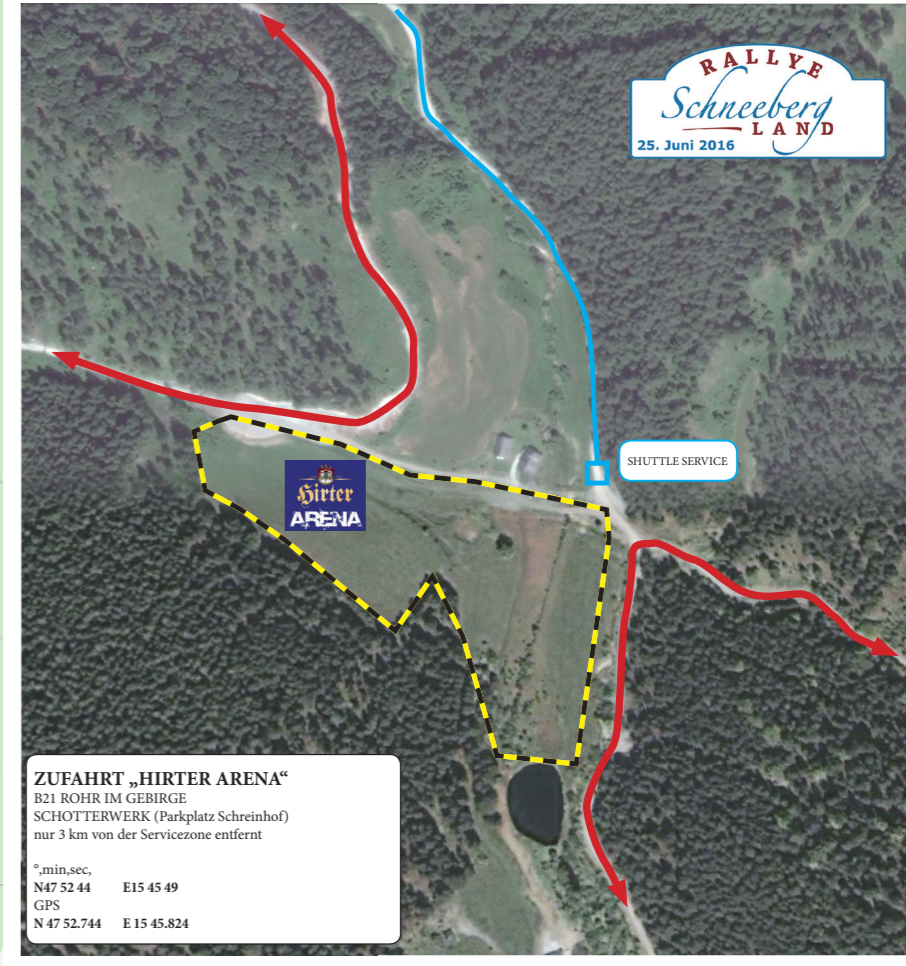 RALLYE
Schneeberg
LAND
25. Juni 2016
SHUTTLE SERVICE
Hirter
ARENA
ZUFAHRT „HIRTER ARENA“
B21 ROHR IM GEBIRGE
SCHOTTERWERK (Parkplatz Schreinhof)
nur 3 km von der Servicezone entfernt
°,min,sec,
N47 52 44 E15 45 49
GPS
N 47 52.744 E 15 45.824